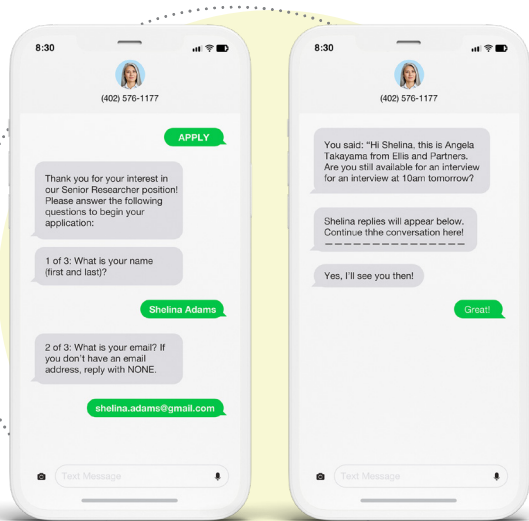 8:30
(402) 576-1177
APPLY
Thank you for your interest in
our Senior Researcher position!
Please answer the following
questions to begin your
application:
1 of 3: What is your name
(first and last)?
Shelina Adams
2 of 3: What is your email? If
you don't have an email
address, reply with NONE.
shelina.adams@gmail.com
Text Message
8:30
(402) 576-1177
You said: “Hi Shelina, this is Angela
Takayama from Ellis and Partners.
Are you still available for an interview
for an interview at 10am tomorrow?
Shelina replies will appear below.
Continue thhe conversation here!
_ _ _ _ _ _ _ _ _ _ _ _ _ _ _
Yes, I'll see you then!
Great!
Text Message